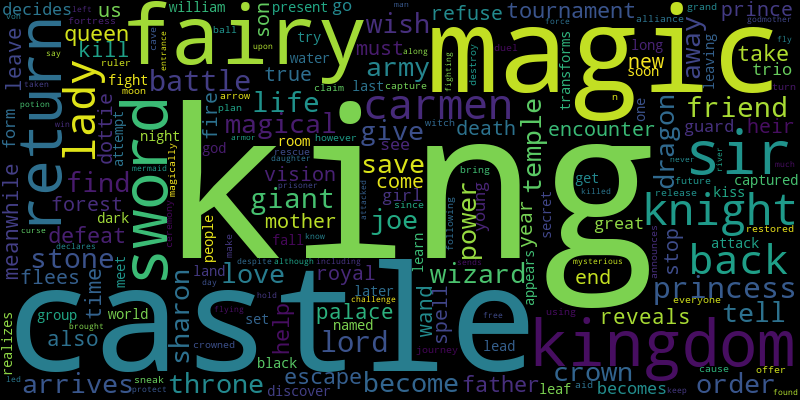 decides fortress us william go present ball try water
von left son
fairy
wish
refuse
tournament
alliance
grand
prince
godmother
force
man
magic
leave
queen
kill
true
must
army
along
duel
fighting
destroy
long
away
upon
fly
say
ruler
cave
entrance
battle
last
capture
claim
soon
new
leaving
take
trio
transforms
taken
lady
moon
arrow
fight
plan
life
carmen
n
turn
return
form
dottie
potion
win
night
attempt
magical
fire
room
however
see
death
witch
encounter
one
dragon
friend
guard
heir
never
much
meanwhile
sword
magically
god
rescue
daughter
give
king
temple
sir
river
find
mermaid
vision
prisoner
save
come
girl
attacked
bring
get
killed
future
kiss
captured
forest
dark
people
giant
mother
since
power
young
year
secret
release
knight
curse
defeat
declares
ceremony
make
fall
know
joe
learn
following
great
stop
attack
restored
stone
meet
land
despite
although
including
appears
mysterious
announces
back
flees
time
sharon
love
day
flying
royal
hold
later
challenge
wizard
sends
end
princess
castle
group
world
set
palace
named
wand
spell
journey
free
using
reveals
everyone
tell
realizes
also
brought
crowned
help
lord
lead
kingdom
black
led
arrives
sneak
protect
throne
escape
discover
become
father
leaf
aid
becomes
crown
cause
keep
order
offer
found
armor